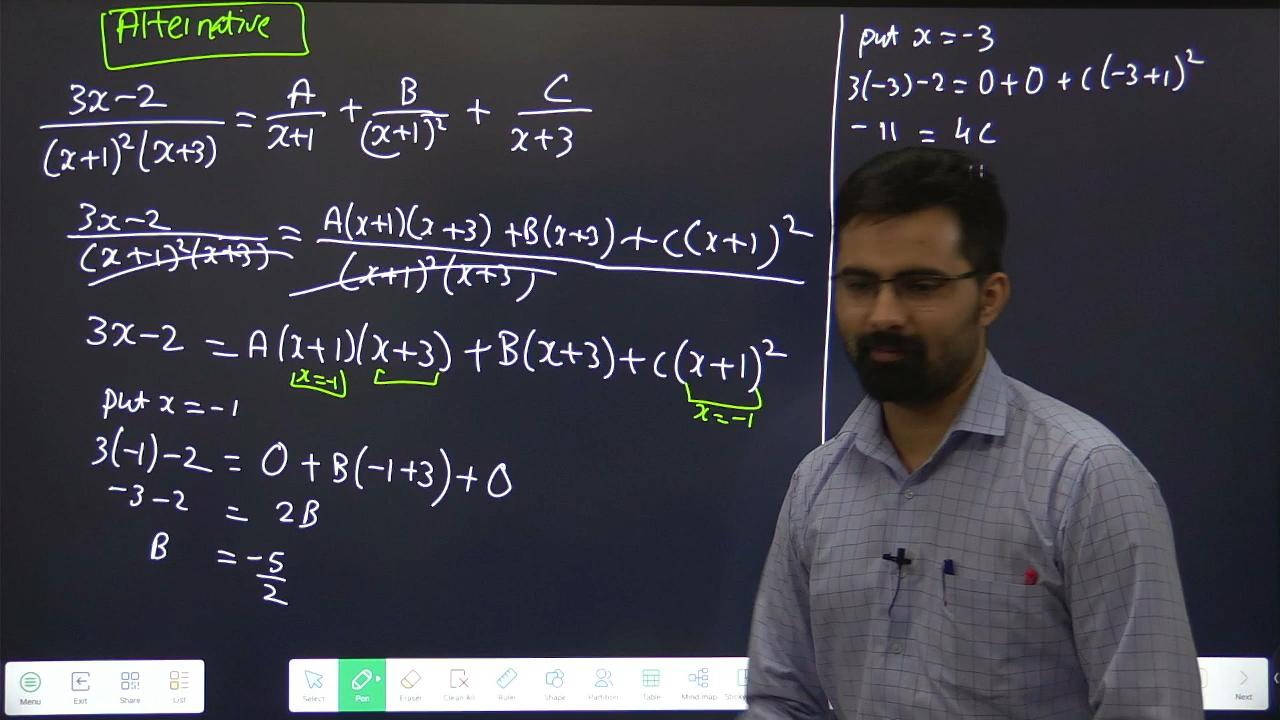 Alternative
3x-2/(x+1)²(x+3) = A/x+1 + B/(x+1)² + C/x+3
3x-2/(x+1)²(x+3) = A(x+1)(x+3)+B(x+3)+C(x+1)²/(x+1)²(x+3)
3x-2 = A(x+1)(x+3)+B(x+3)+C(x+1)²
x=-1
x=-1
put x=-1
3(-1)-2 = 0+B(-1+3)+0
-3-2 = 2B
B = -5/2
put x=-3
3(-3)-2=0+0+C(-3+1)²
-11 = 4C
Menu Exit Share List
Select Pen Eraser Clean All Ruler Shape Partition Table Mind map Next